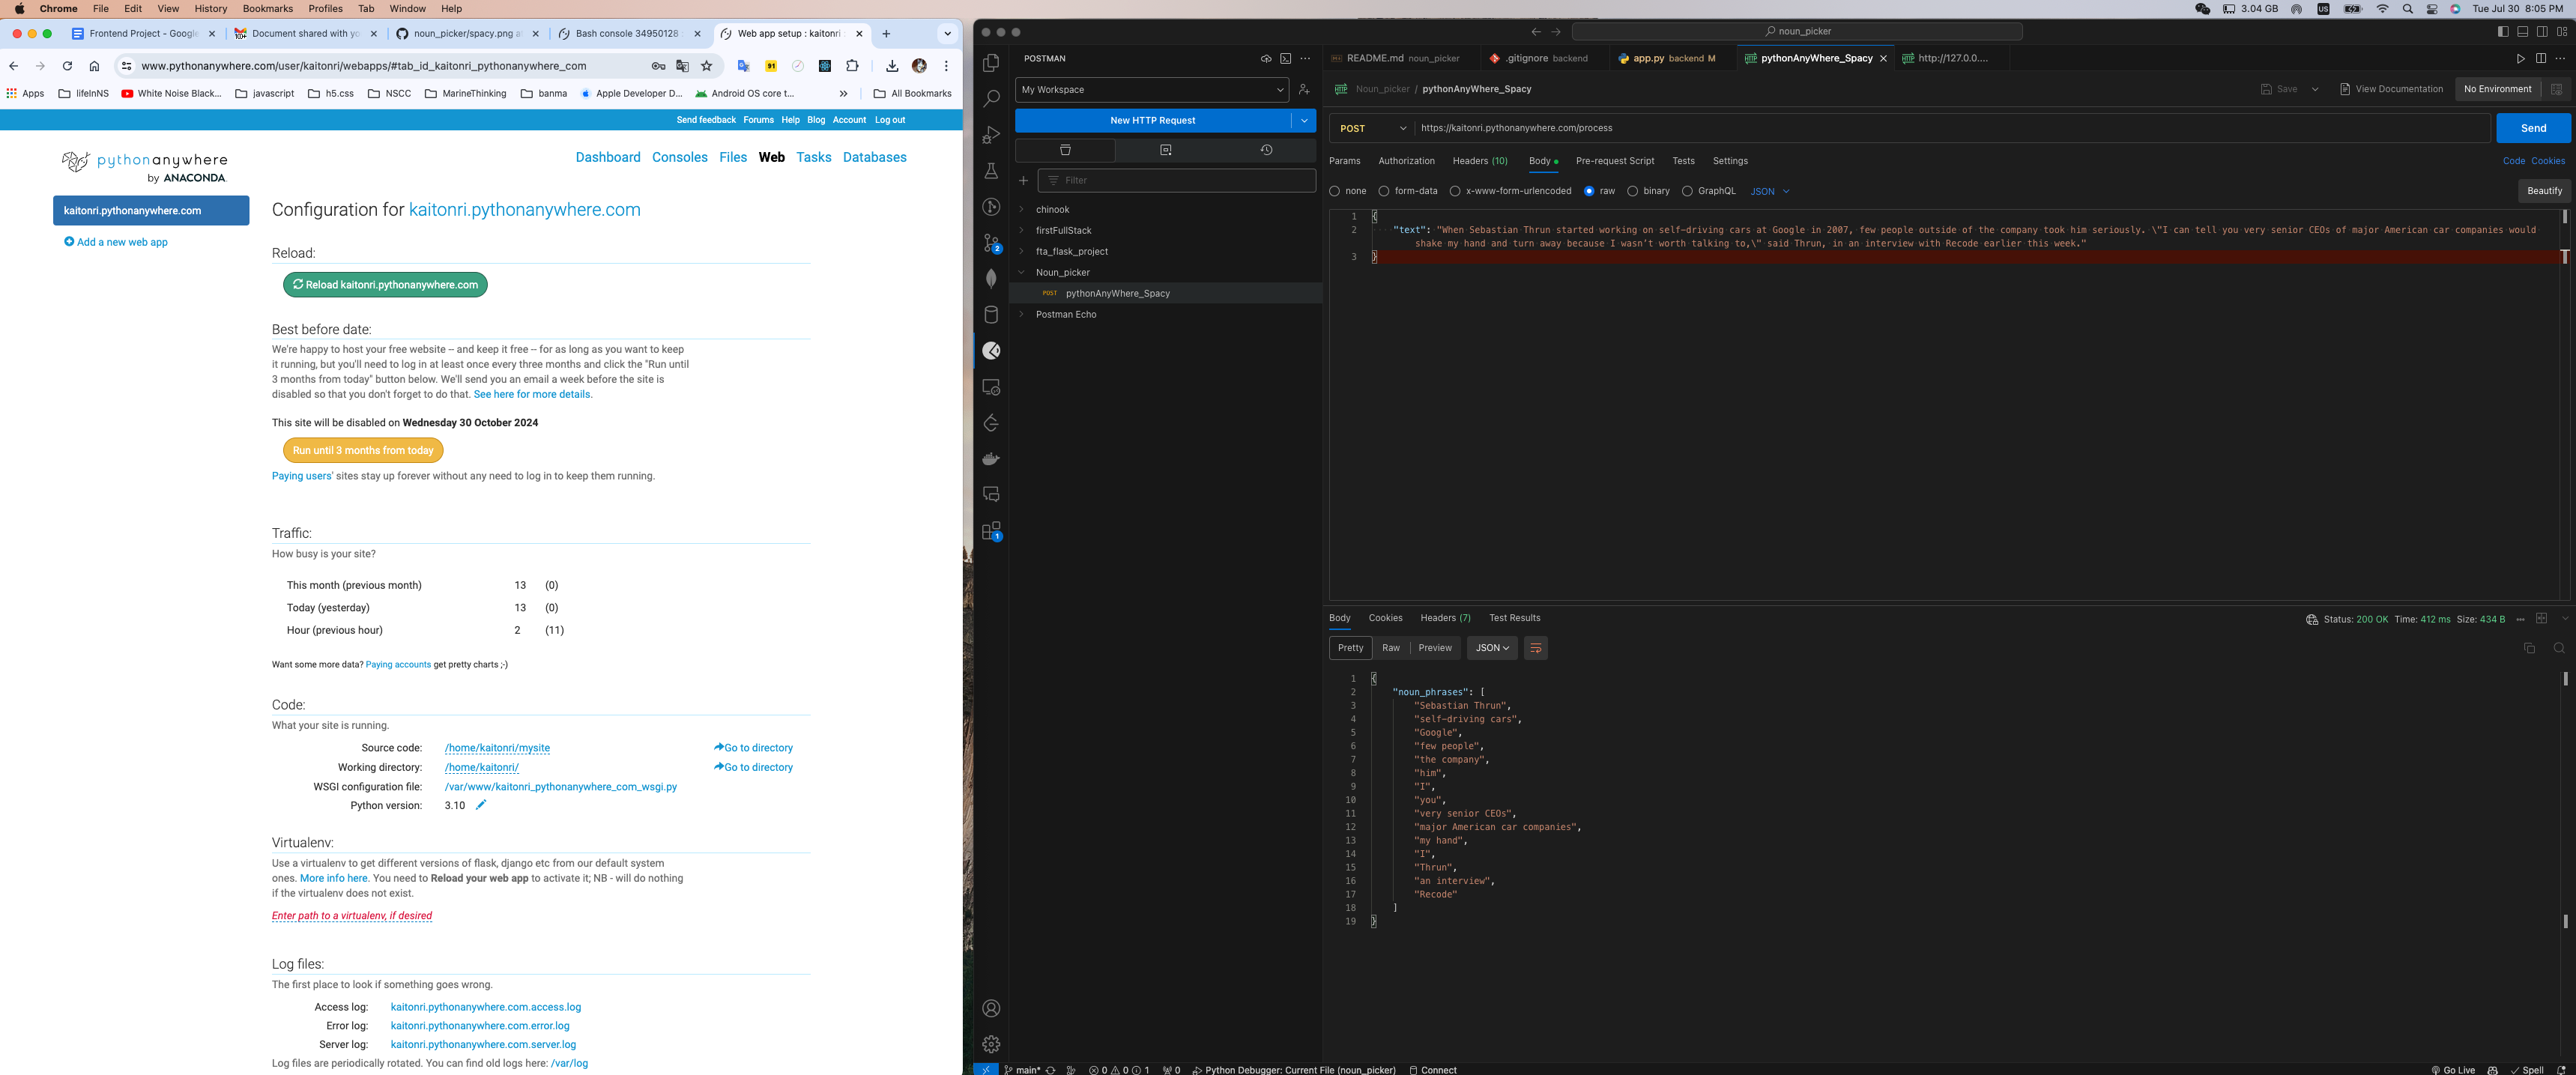 Chrome File Edit View History Bookmarks Profiles Tab Window Help
3.04 GB US Tue Jul 30 8:05 PM
Frontend Project - Google
Document shared with yo
noun_picker/spacy.png a
Bash console 34950128
Web app setup : kaitonri
www.pythonanywhere.com/user/kaitonri/webapps/#tab_id_kaitonri_pythonanywhere_com
91
Apps lifeInNS White Noise Black... javascript h5.css NSCC MarineThinking banma Apple Developer D... Android OS core t... » All Bookmarks
Send feedback Forums Help Blog Account Log out
pythonanywhere
by ANACONDA.
Dashboard Consoles Files Web Tasks Databases
kaitonri.pythonanywhere.com
Add a new web app
Configuration for kaitonri.pythonanywhere.com
Reload:
Reload kaitonri.pythonanywhere.com
Best before date:
We're happy to host your free website -- and keep it free -- for as long as you want to keep
it running, but you'll need to log in at least once every three months and click the "Run until
3 months from today" button below. We'll send you an email a week before the site is
disabled so that you don't forget to do that. See here for more details.
This site will be disabled on Wednesday 30 October 2024
Run until 3 months from today
Paying users' sites stay up forever without any need to log in to keep them running.
Traffic:
How busy is your site?
This month (previous month) 13 (0)
Today (yesterday) 13 (0)
Hour (previous hour) 2 (11)
Want some more data? Paying accounts get pretty charts ;-)
Code:
What your site is running.
Source code: /home/kaitonri/mysite Go to directory
Working directory: /home/kaitonri/ Go to directory
WSGI configuration file: /var/www/kaitonri_pythonanywhere_com_wsgi.py
Python version: 3.10
Virtualenv:
Use a virtualenv to get different versions of flask, django etc from our default system
ones. More info here. You need to Reload your web app to activate it; NB - will do nothing
if the virtualenv does not exist.
Enter path to a virtualenv, if desired
Log files:
The first place to look if something goes wrong.
Access log: kaitonri.pythonanywhere.com.access.log
Error log: kaitonri.pythonanywhere.com.error.log
Server log: kaitonri.pythonanywhere.com.server.log
Log files are periodically rotated. You can find old logs here: /var/log
noun_picker
2
1
POSTMAN
My Workspace
New HTTP Request
Filter
chinook
firstFullStack
fta_flask_project
Noun_picker
POST pythonAnyWhere_Spacy
Postman Echo
README.md noun_picker .gitignore backend app.py backend M pythonAnyWhere_Spacy http://127.0.0....
Noun_picker / pythonAnyWhere_Spacy Save View Documentation No Environment
POST https://kaitonri.pythonanywhere.com/process Send
Params Authorization Headers (10) Body Pre-request Script Tests Settings Code Cookies
none form-data x-www-form-urlencoded raw binary GraphQL JSON Beautify
1 {
2 "text": "When Sebastian Thrun started working on self-driving cars at Google in 2007, few people outside of the company took him seriously. \"I can tell you very senior CEOs of major American car companies would
shake my hand and turn away because I wasn't worth talking to,\" said Thrun, in an interview with Recode earlier this week."
3 }
Body Cookies Headers (7) Test Results Status: 200 OK Time: 412 ms Size: 434 B
Pretty Raw Preview JSON
1 {
2 "noun_phrases": [
3 "Sebastian Thrun",
4 "self-driving cars",
5 "Google",
6 "few people",
7 "the company",
8 "him",
9 "I",
10 "you",
11 "very senior CEOs",
12 "major American car companies",
13 "my hand",
14 "I",
15 "Thrun",
16 "an interview",
17 "Recode"
18 ]
19 }
main* 0 0 1 0 Python Debugger: Current File (noun_picker) Connect Go Live Spell